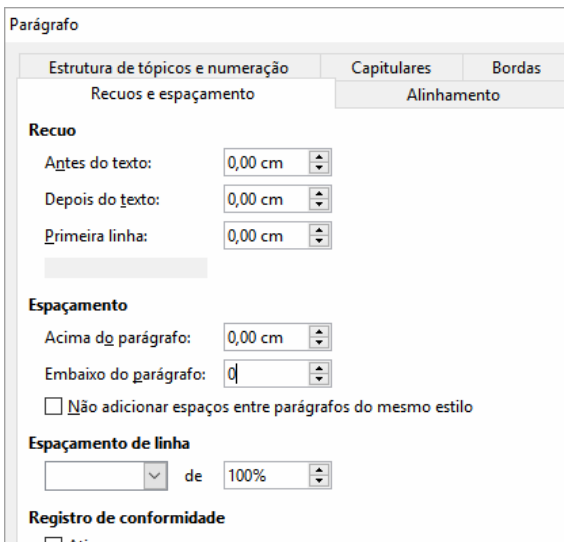 Parágrafo
Estrutura de tópicos e numeração Capitulares Bordas
Recuos e espaçamento Alinhamento
Recuo
Antes do texto: 0,00 cm
Depois do texto: 0,00 cm
Primeira linha: 0,00 cm
Espaçamento
Acima do parágrafo: 0,00 cm
Embaixo do parágrafo: 0
Não adicionar espaços entre parágrafos do mesmo estilo
Espaçamento de linha
de 100%
Registro de conformidade